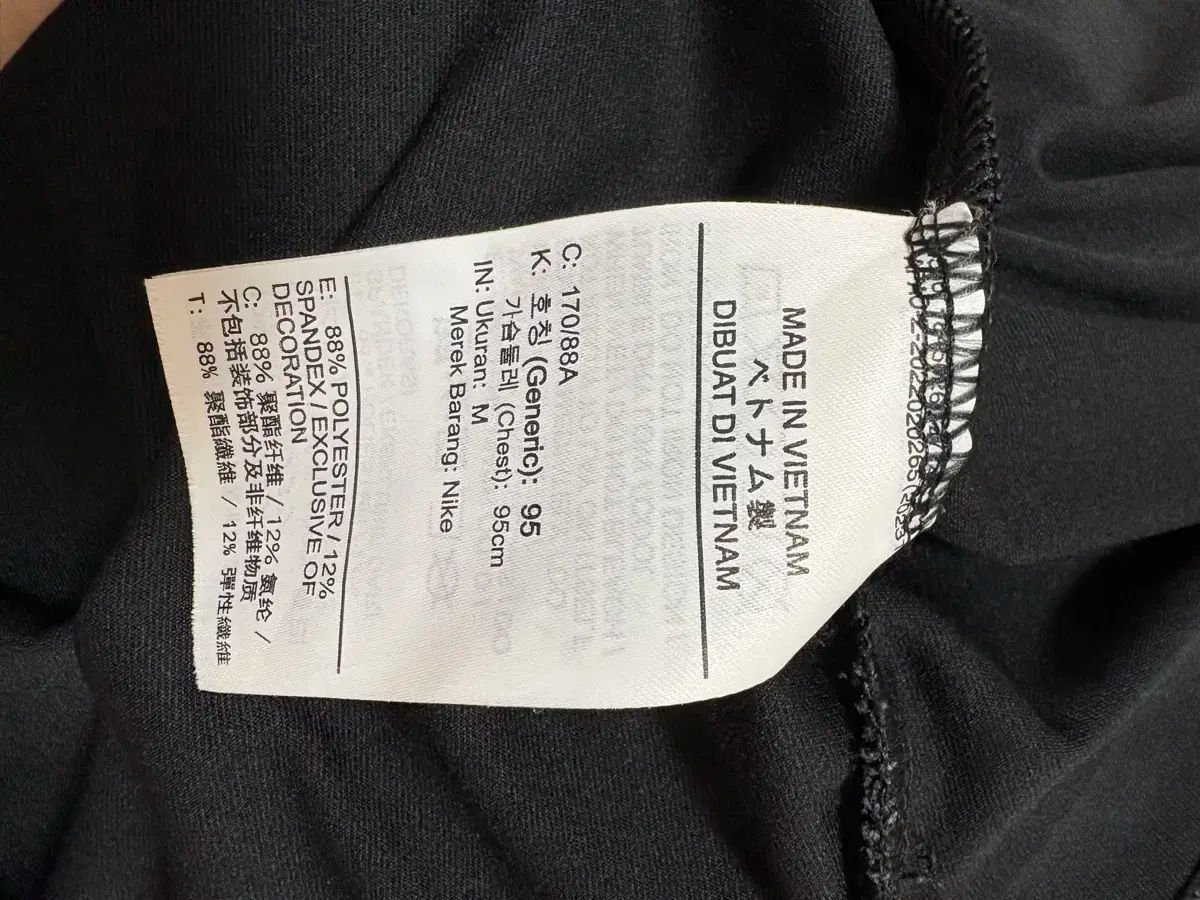 MADE IN VIETNAM
ベトナム製
DIBUAT DI VIETNAM
C: 170/88A
K: 호칭 (Generic): 95
가슴둘레 (Chest): 95cm
IN: Ukuran: M
Merek Barang: Nike
E: 88% POLYESTER / 12%
SPANDEX / EXCLUSIVE OF
DECORATION
C: 88% 聚酯纤维 / 12% 氨纶 /
不包括装饰部分及非纤维物质
T: 88% 聚酯纖維 / 12% 彈性纖維